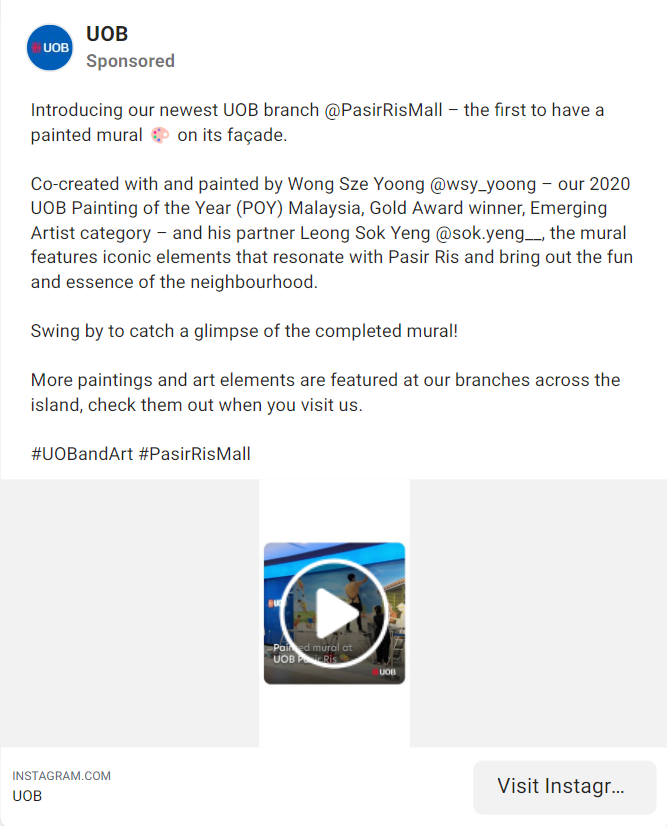 UOB
UOB
Sponsored
Introducing our newest UOB branch @PasirRisMall – the first to have a
painted mural 🎨 on its façade.
Co-created with and painted by Wong Sze Yoong @wsy_yoong – our 2020
UOB Painting of the Year (POY) Malaysia, Gold Award winner, Emerging
Artist category – and his partner Leong Sok Yeng @sok.yeng__, the mural
features iconic elements that resonate with Pasir Ris and bring out the fun
and essence of the neighbourhood.
Swing by to catch a glimpse of the completed mural!
More paintings and art elements are featured at our branches across the
island, check them out when you visit us.
#UOBandArt #PasirRisMall
Painted mural at
UOB Pasir Ris
UOB
INSTAGRAM.COM
UOB
Visit Instagr...